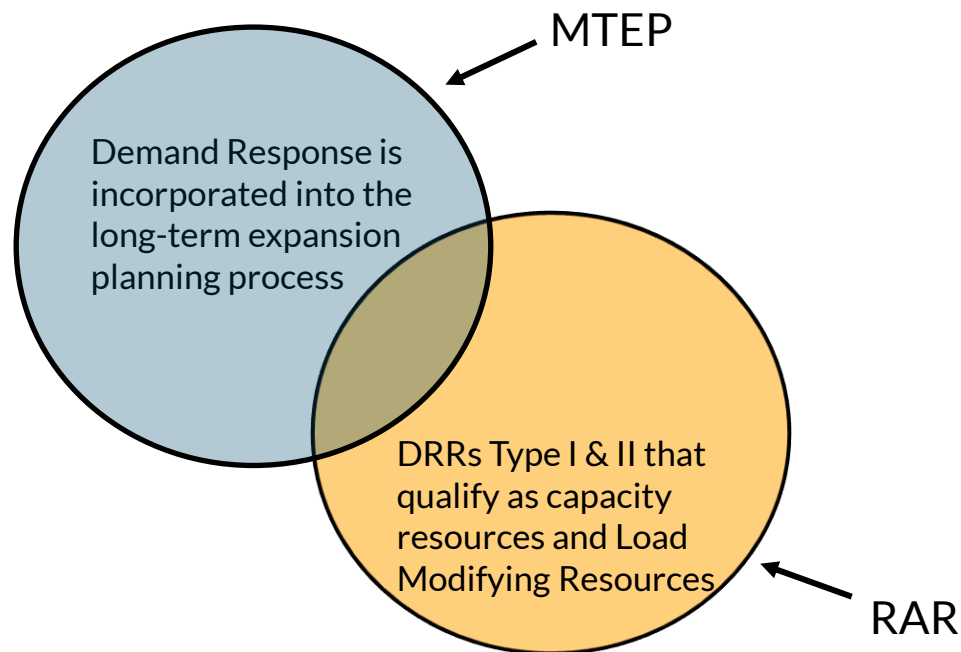 MTEP
Demand Response is
incorporated into the
long-term expansion
planning process
DRRs Type I & II that
qualify as capacity
resources and Load
Modifying Resources
RAR